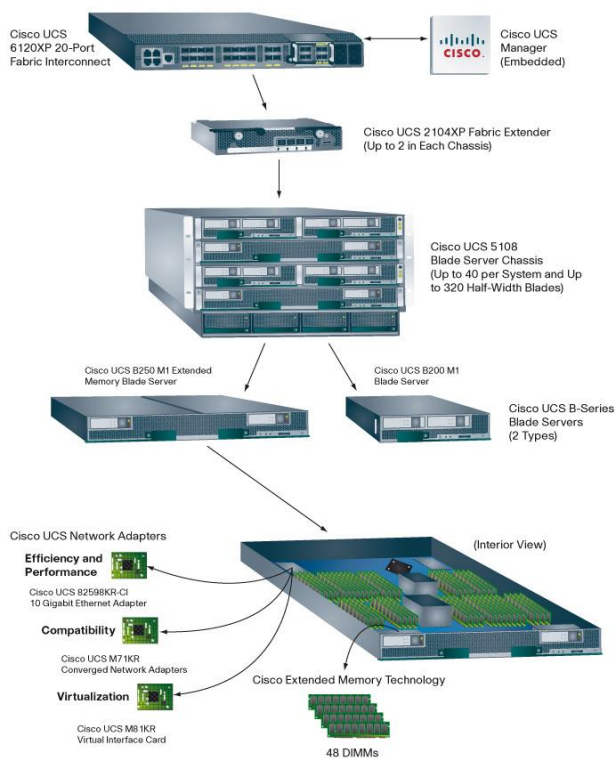 Cisco UCS
6120XP 20-Port
Fabric Interconnect
CISCO.
Cisco UCS
Manager
(Embedded)
Cisco UCS 2104XP Fabric Extender
(Up to 2 in Each Chassis)
Cisco UCS 5108
Blade Server Chassis
(Up to 40 per System and Up
to 320 Half-Width Blades)
Cisco UCS B250 M1 Extended
Memory Blade Server
Cisco UCS B200 M1
Blade Server
Cisco UCS B-Series
Blade Servers
(2 Types)
Cisco UCS Network Adapters
Efficiency and
Performance
Cisco UCS 82598KR-CI
10 Gigabit Ethernet Adapter
Compatibility
Cisco UCS M71KR
Converged Network Adapters
Virtualization
Cisco UCS M81KR
Virtual Interface Card
(Interior View)
Cisco Extended Memory Technology
48 DIMMs